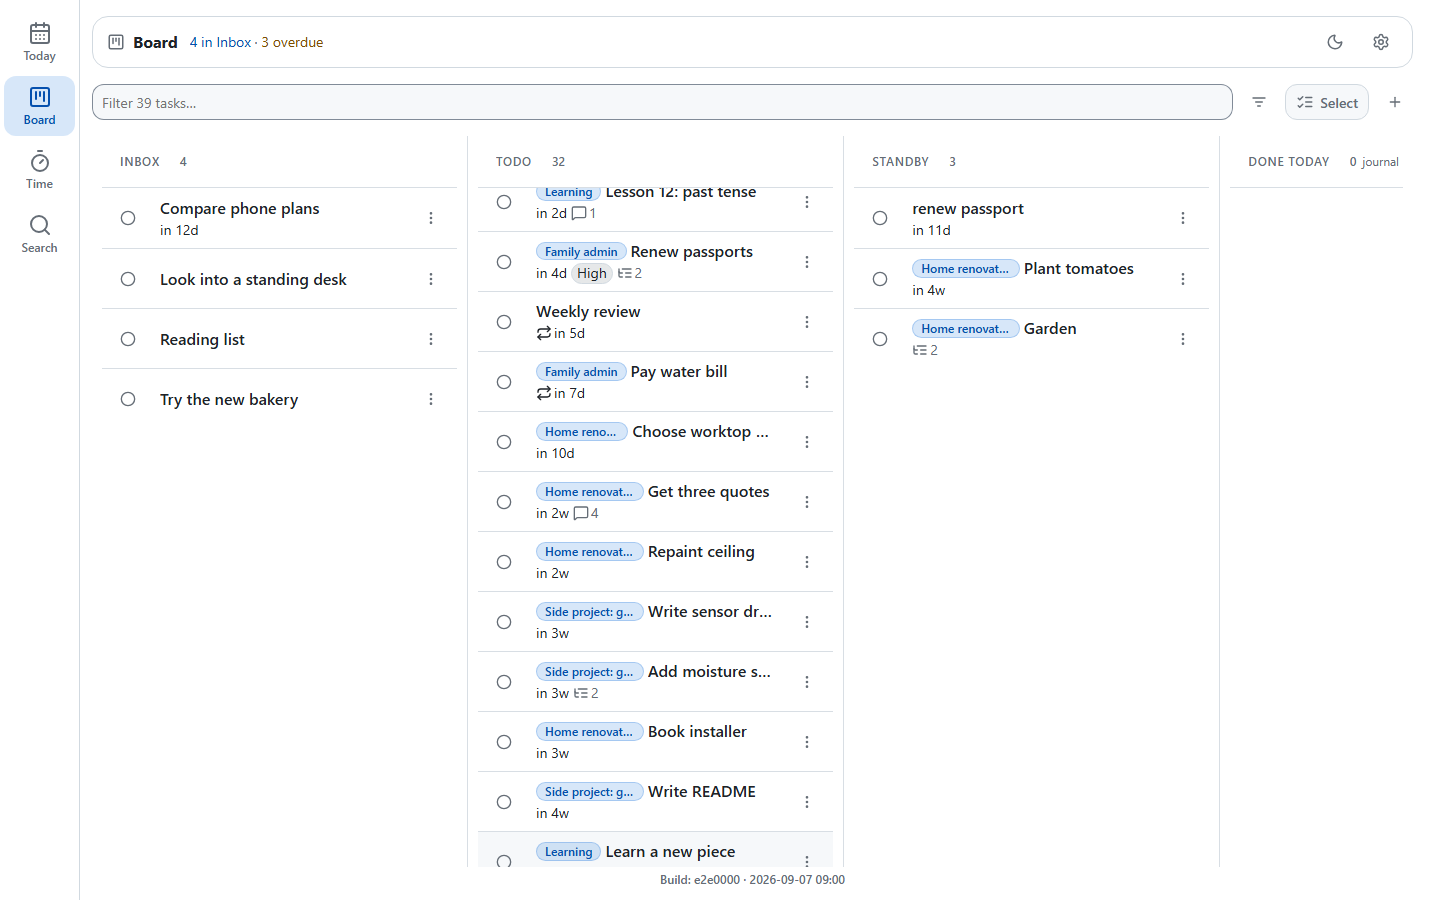 Today
Board
Time
Search
Board 4 in Inbox · 3 overdue
Filter 39 tasks...
Select
INBOX 4
Compare phone plans
in 12d
Look into a standing desk
Reading list
Try the new bakery
TODO 32
Learning Lesson 12: past tense
in 2d 1
Family admin Renew passports
in 4d High 2
Weekly review
in 5d
Family admin Pay water bill
in 7d
Home reno... Choose worktop ...
in 10d
Home renovat... Get three quotes
in 2w 4
Home renovat... Repaint ceiling
in 2w
Side project: g... Write sensor dr...
in 3w
Side project: g... Add moisture s...
in 3w 2
Home renovat... Book installer
in 3w
Side project: g... Write README
in 4w
Learning Learn a new piece
STANDBY 3
renew passport
in 11d
Home renovat... Plant tomatoes
in 4w
Home renovat... Garden
2
DONE TODAY 0 journal
Build: e2e0000 · 2026-09-07 09:00